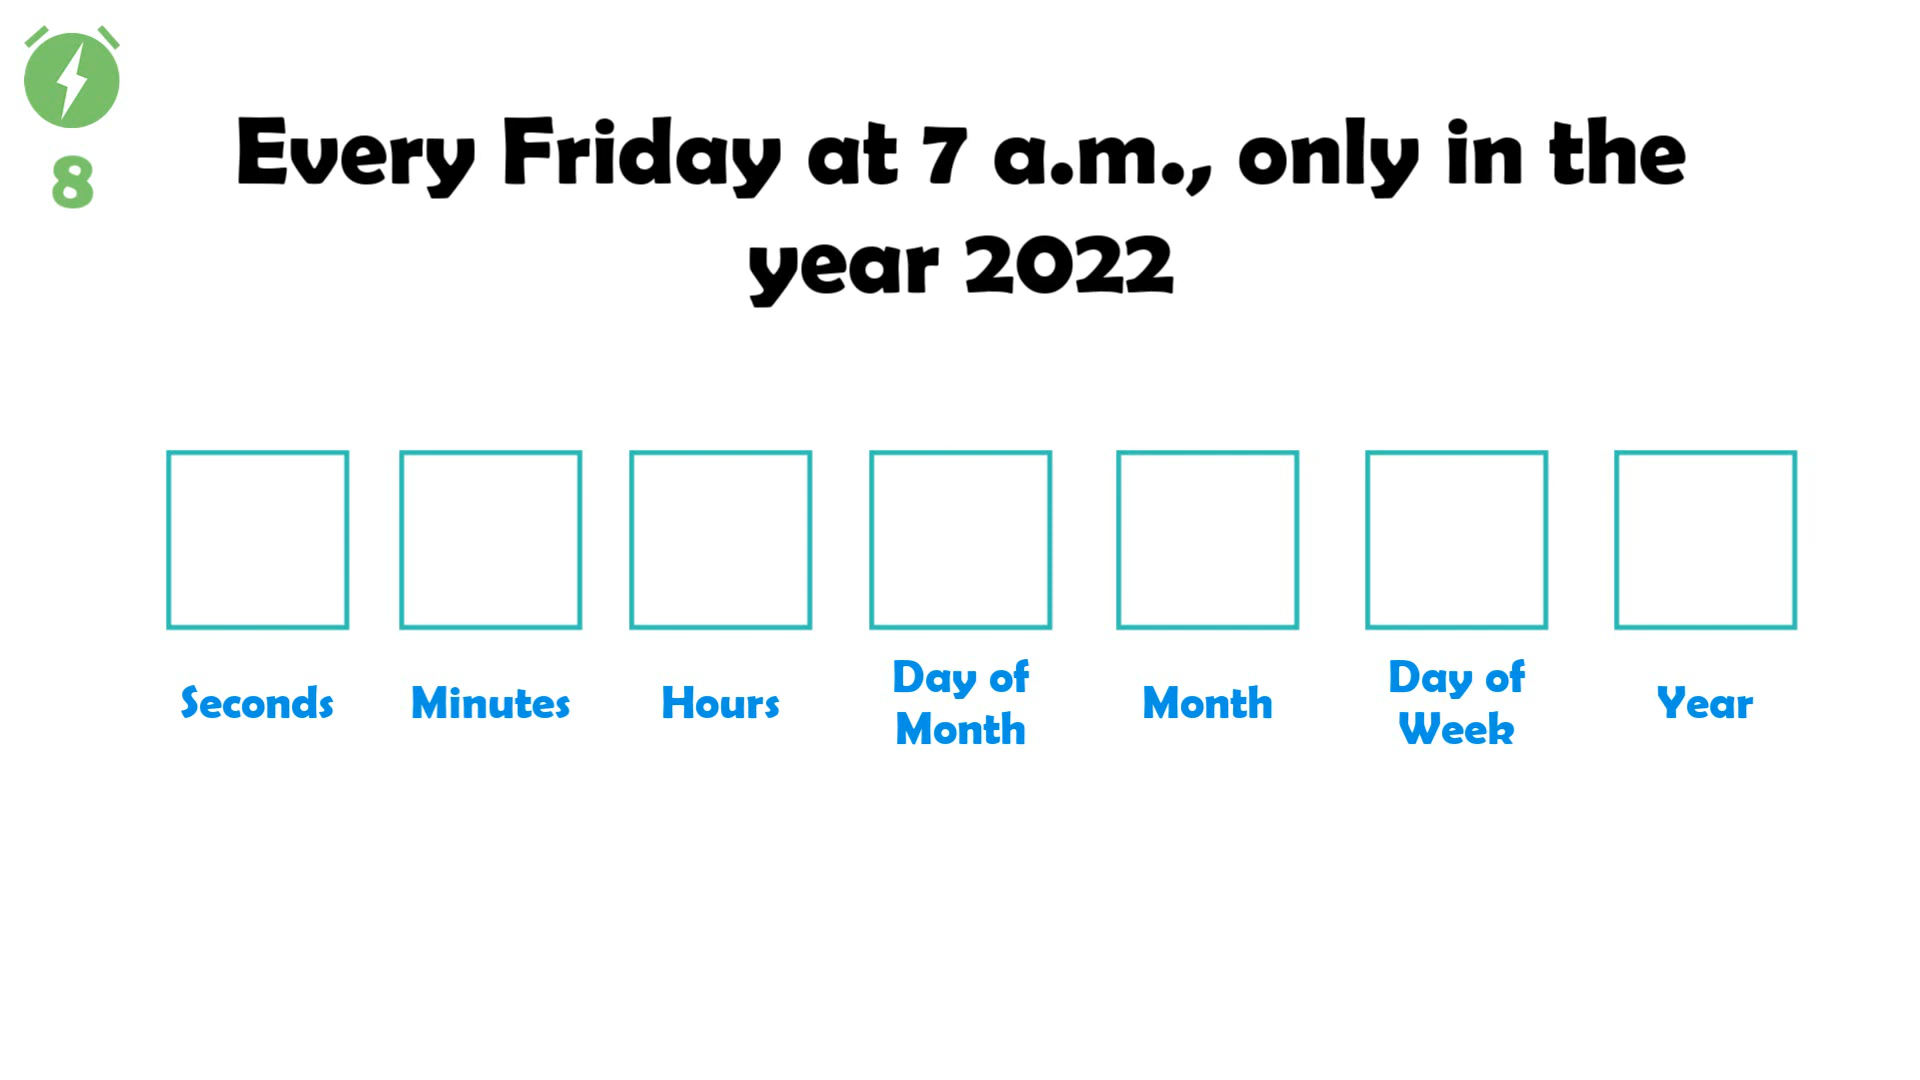 8
Every Friday at 7 a.m., only in the
year 2022
Seconds
Minutes
Hours
Day of
Month
Month
Day of
Week
Year